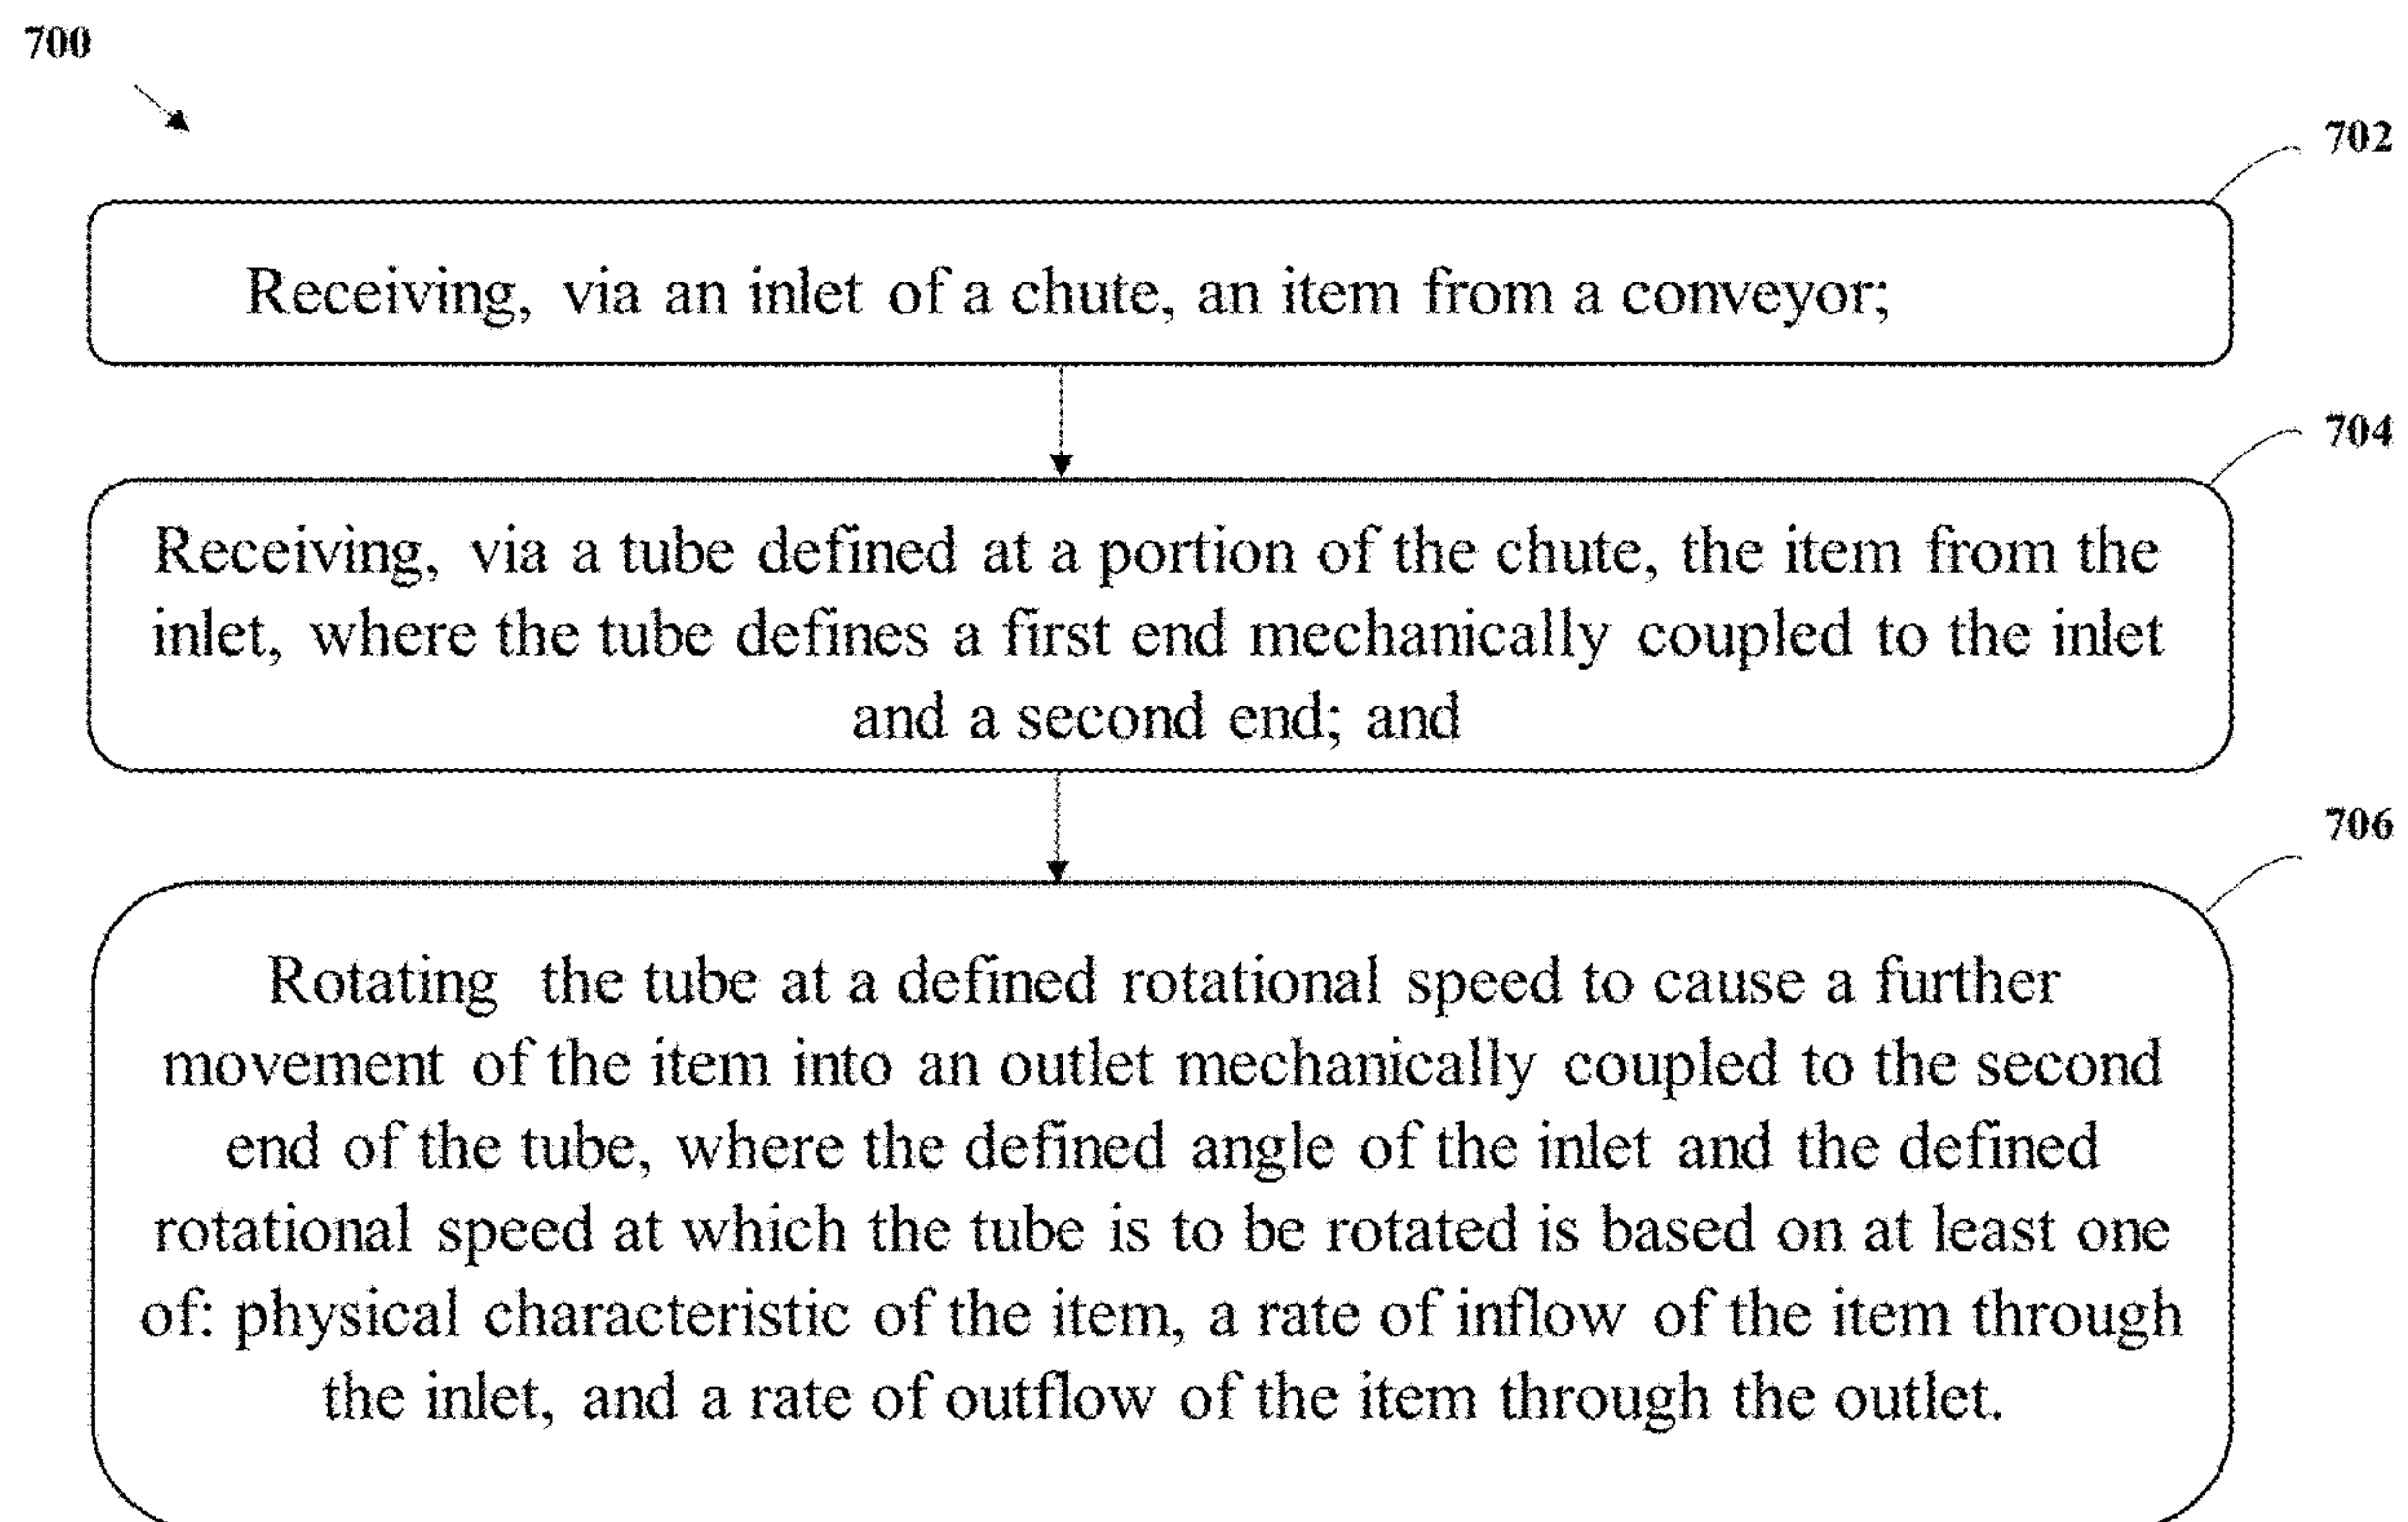 700
702
Receiving, via an inlet of a chute, an item from a conveyor;
704
Receiving, via a tube defined at a portion of the chute, the item from the
inlet, where the tube defines a first end mechanically coupled to the inlet
and a second end; and
706
Rotating the tube at a defined rotational speed to cause a further
movement of the item into an outlet mechanically coupled to the second
end of the tube, where the defined angle of the inlet and the defined
rotational speed at which the tube is to be rotated is based on at least one
of: physical characteristic of the item, a rate of inflow of the item through
the inlet, and a rate of outflow of the item through the outlet.